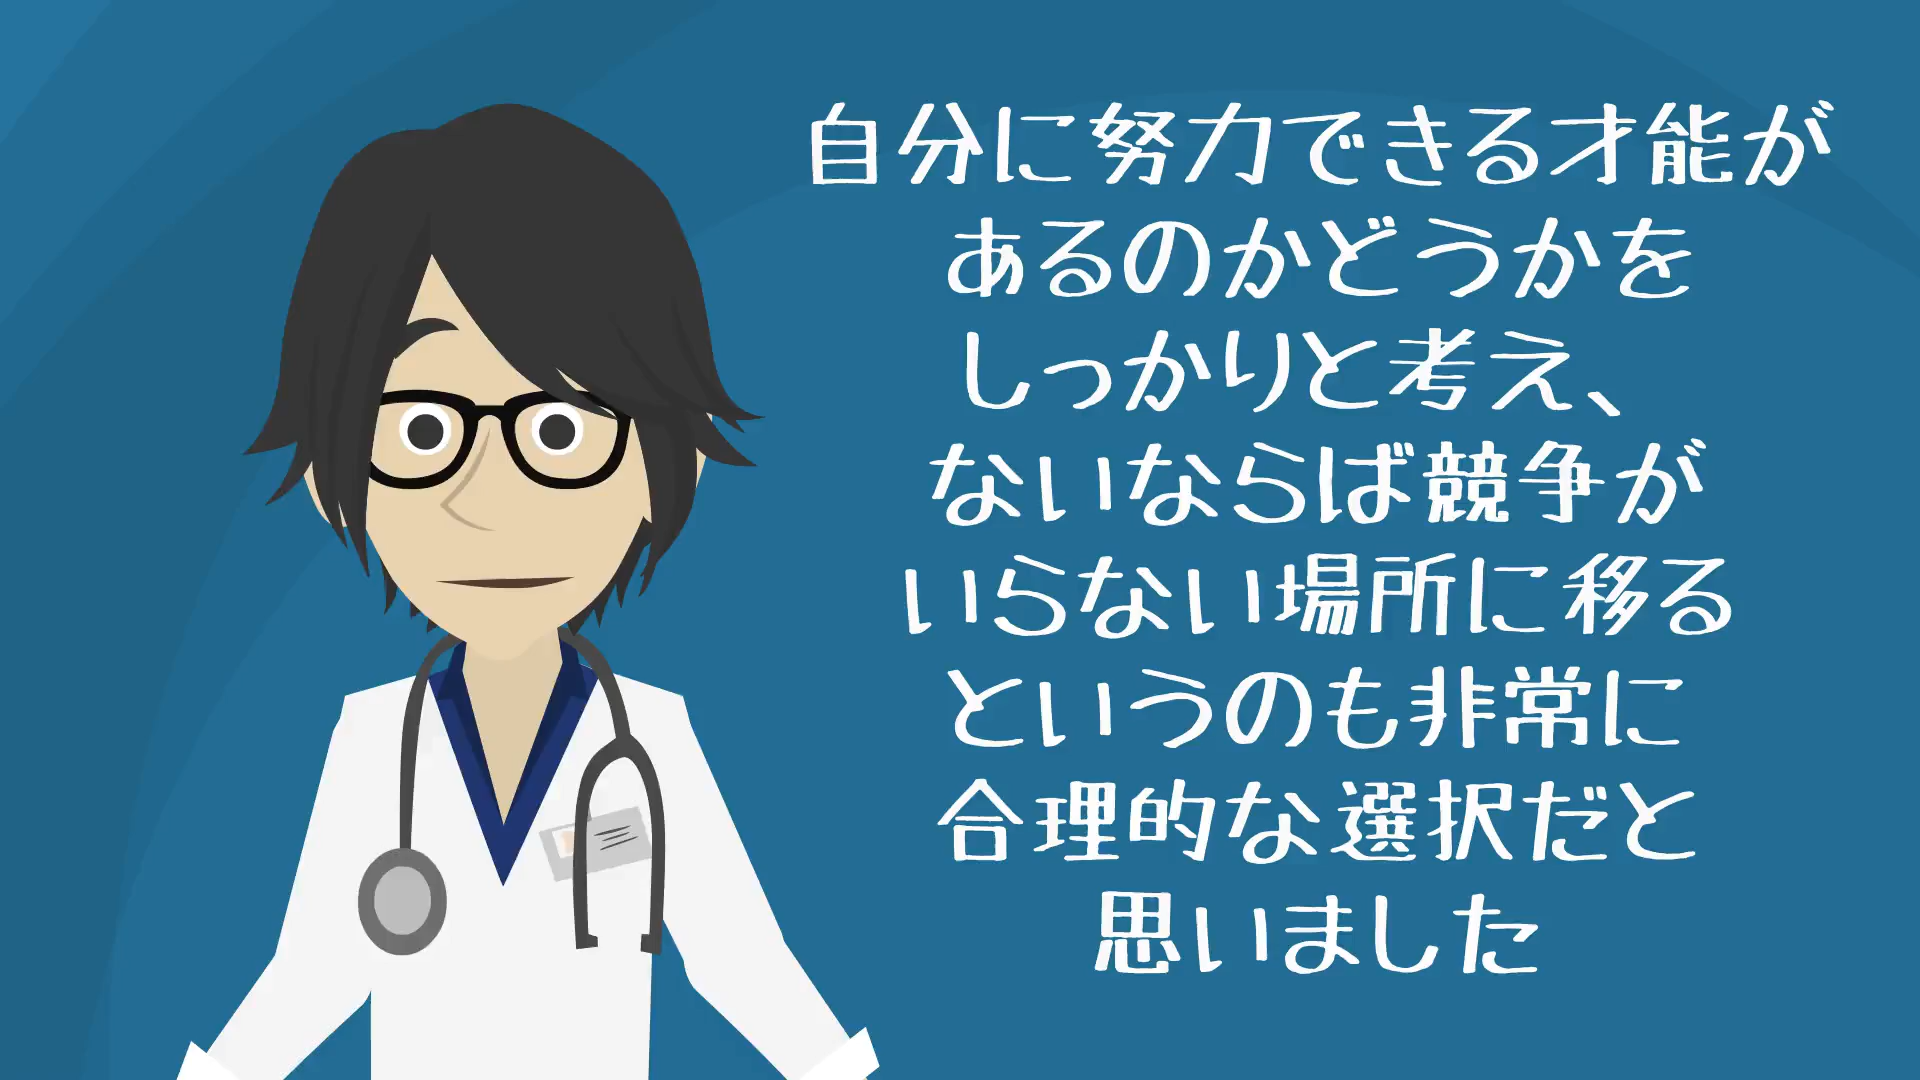 自分に努力できる才能が
あるのかどうかを
しっかりと考え、
ないならば競争が
いらない場所に移る
というのも非常に
合理的な選択だと
思いました